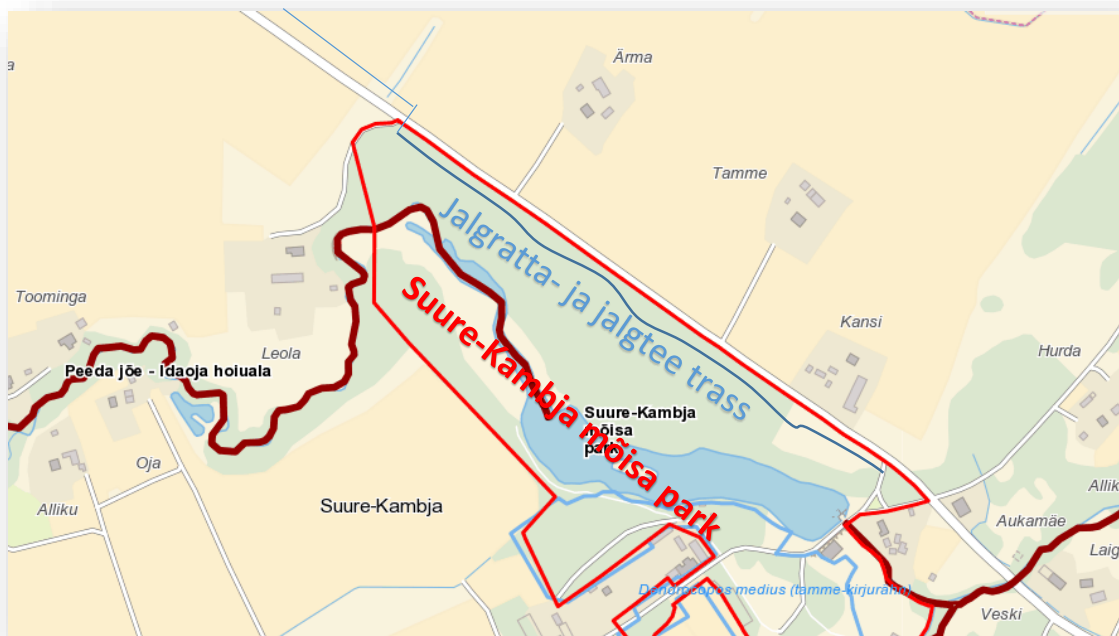 a
Ärma
Tamme
Jalgratta- ja jalgtee trass
Suure-Kambja mõisa park
Toominga
Leola
Kansi
Hurda
Peeda jõe - Idaoja hoiuala
Suure-Kambja
mõisa
park
Oja
Alliku
Suure-Kambja
Allik
Aukamäe
Laig
Dendrocopos medius (tamme-kirjurähn)
Veski